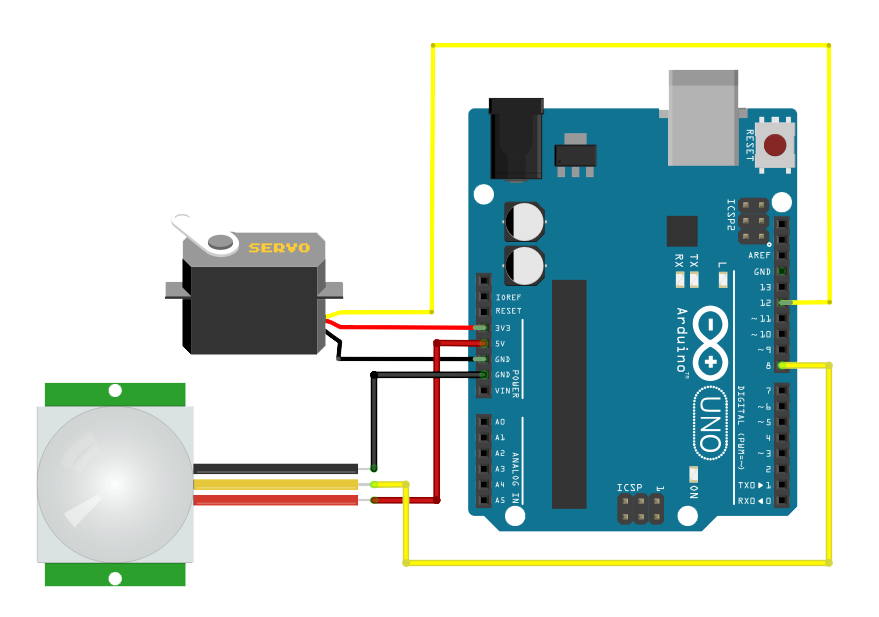 SERVO
RESET
ICSP2
AREF
GND
13
12
~11
~10
~9
8
RX
TX
L
IOREF
RESET
3V3
5V
GND
GND
VIN
POWER
A0
A1
A2
A3
A4
A5
ANALOG IN
Arduino™
UNO
DIGITAL (PWM=~)
7
~6
~5
4
~3
2
TX0▶1
RX0◀0
ON
ICSP
1